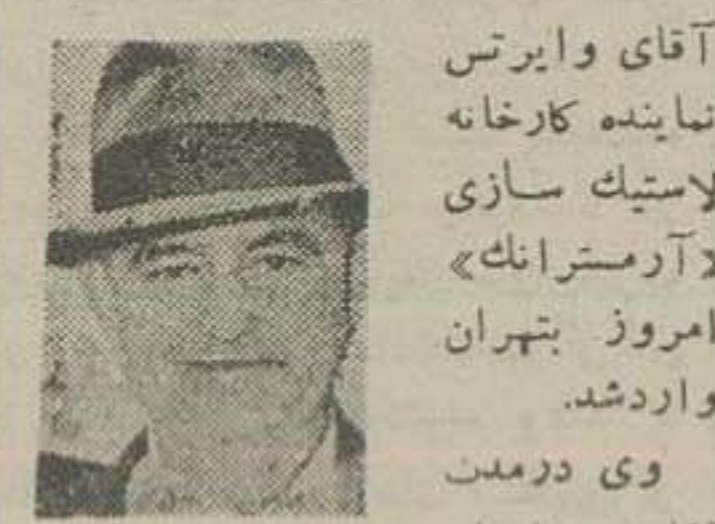 آقای وایرتس
نماینده کارخانه
لاستیك سازی
«آرمسترانك»
امروز بتهران
واردشد.
وی درمدت